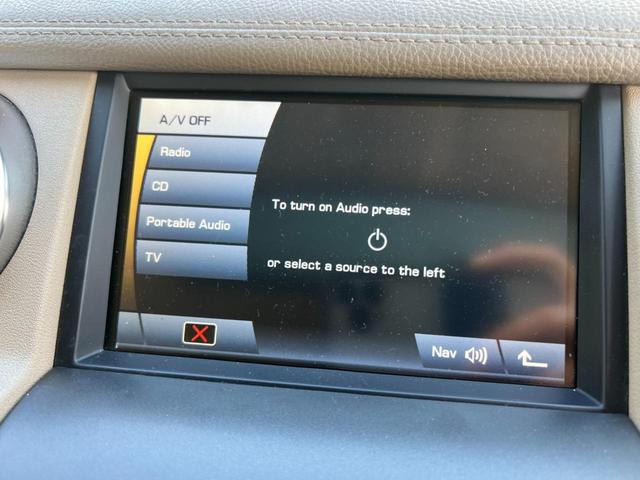 A/V OFF
Radio
CD
Portable Audio
TV
To turn on Audio press:
or select a source to the left
Nav